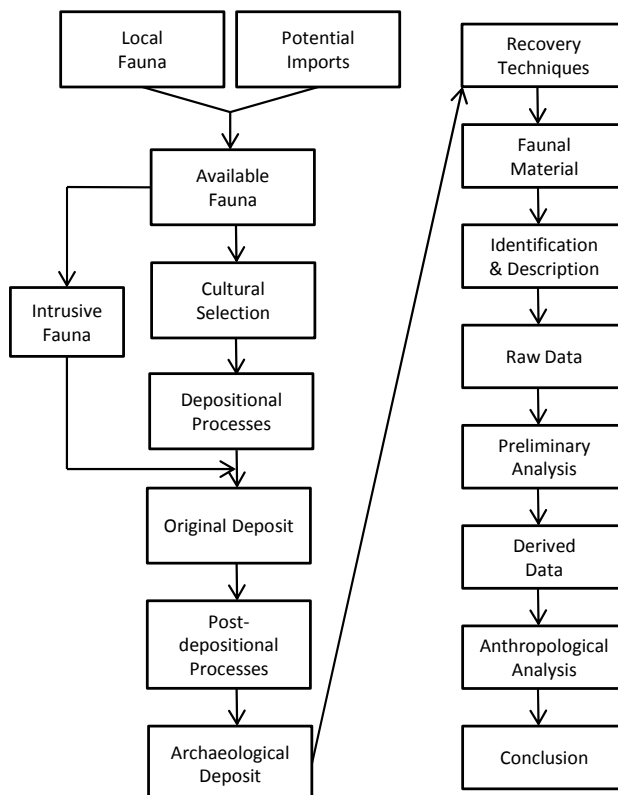 Local
Fauna
Potential
Imports
Available
Fauna
Intrusive
Fauna
Cultural
Selection
Depositional
Processes
Original Deposit
Post-
depositional
Processes
Archaeological
Deposit
Recovery
Techniques
Faunal
Material
Identification
& Description
Raw Data
Preliminary
Analysis
Derived
Data
Anthropological
Analysis
Conclusion